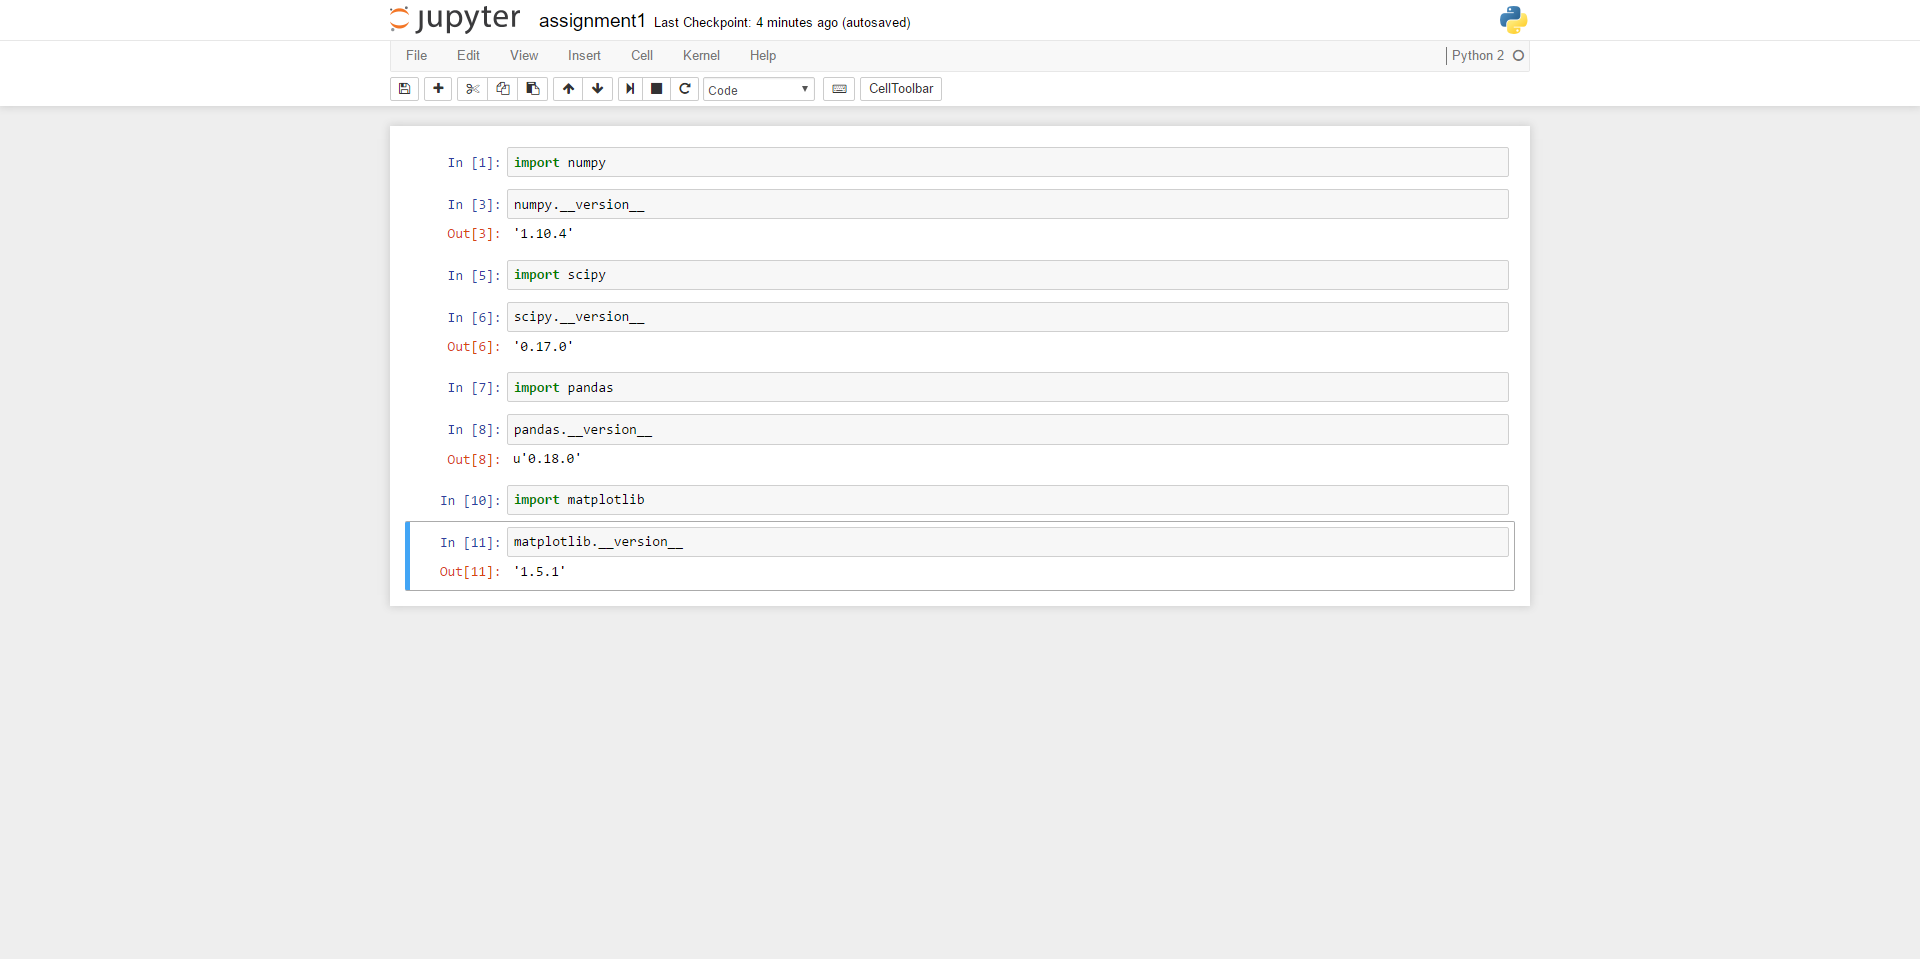 jupyter assignment1 Last Checkpoint: 4 minutes ago (autosaved)
File Edit View Insert Cell Kernel Help Python 2
Code CellToolbar
In [1]: import numpy
In [3]: numpy.__version__
Out[3]: '1.10.4'
In [5]: import scipy
In [6]: scipy.__version__
Out[6]: '0.17.0'
In [7]: import pandas
In [8]: pandas.__version__
Out[8]: u'0.18.0'
In [10]: import matplotlib
In [11]: matplotlib.__version__
Out[11]: '1.5.1'